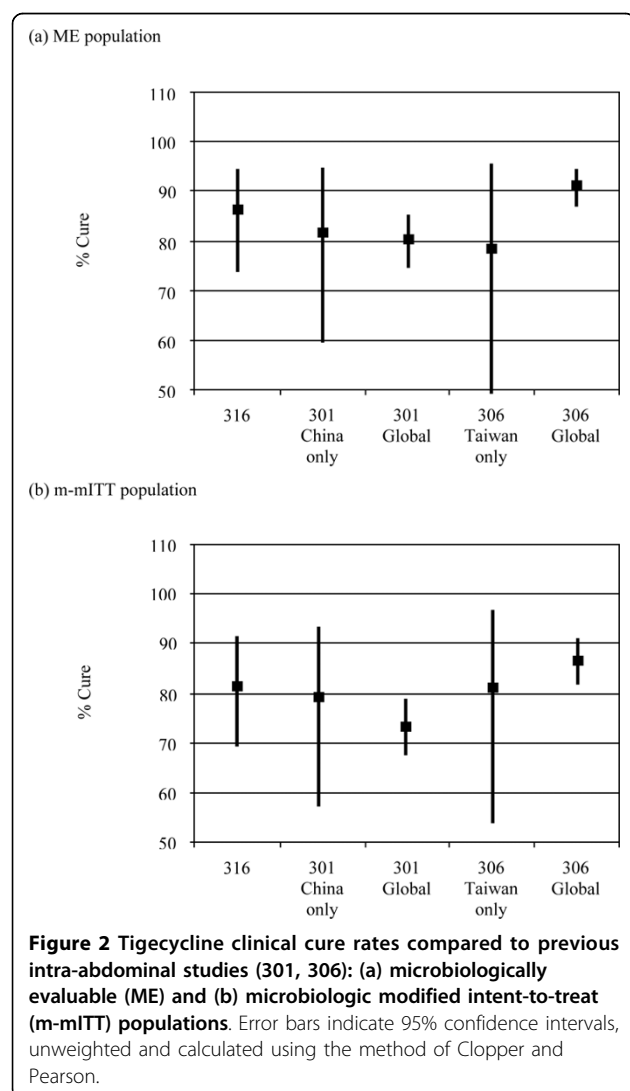 (a) ME population
110
100
90
80
70
60
50
% Cure
316
301
China
only
301
Global
306
Taiwan
only
306
Global
(b) m-mITT population
110
100
90
80
70
60
50
% Cure
316
301
China
only
301
Global
306
Taiwan
only
306
Global
Figure 2 Tigecycline clinical cure rates compared to previous
intra-abdominal studies (301, 306): (a) microbiologically
evaluable (ME) and (b) microbiologic modified intent-to-treat
(m-mITT) populations. Error bars indicate 95% confidence intervals,
unweighted and calculated using the method of Clopper and
Pearson.